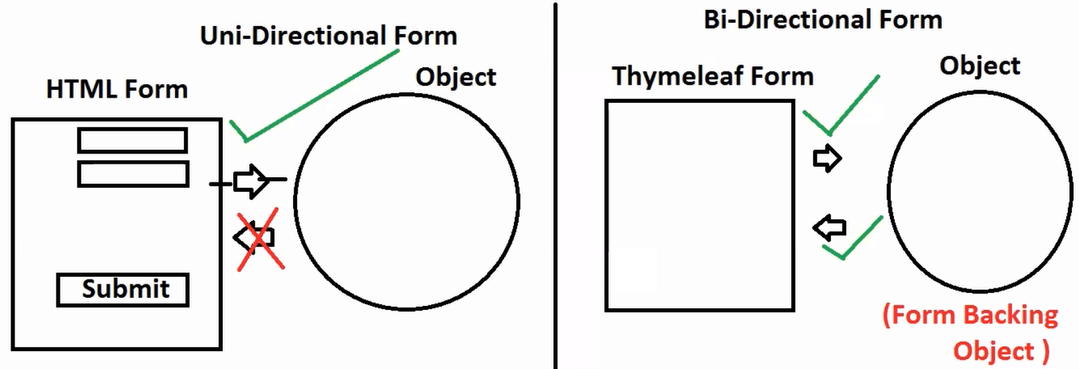 Uni-Directional Form
HTML Form
Object
Submit
Bi-Directional Form
Thymeleaf Form
Object
(Form Backing
Object )